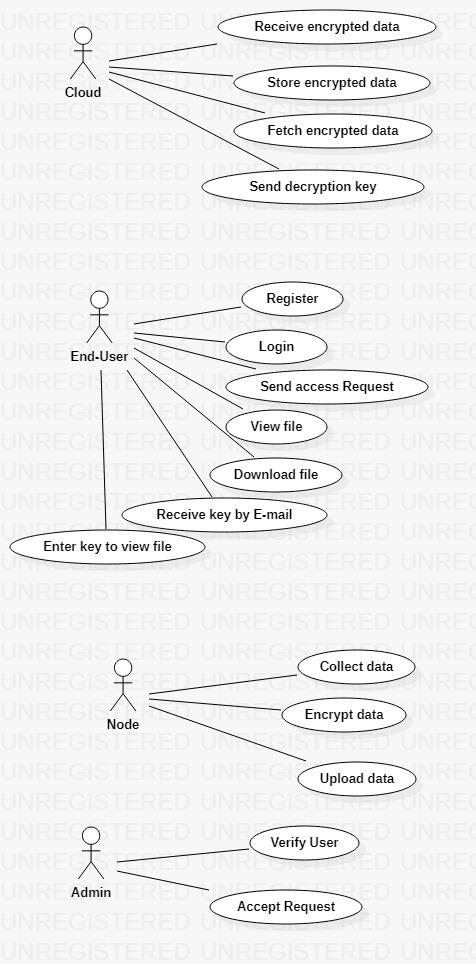 Receive encrypted data
Store encrypted data
Cloud
Fetch encrypted data
Send decryption key
Register
Login
End-User
Send access Request
View file
Download file
Receive key by E-mail
Enter key to view file
Collect data
Encrypt data
Node
Upload data
Verify User
Admin
Accept Request
UNREGISTERED